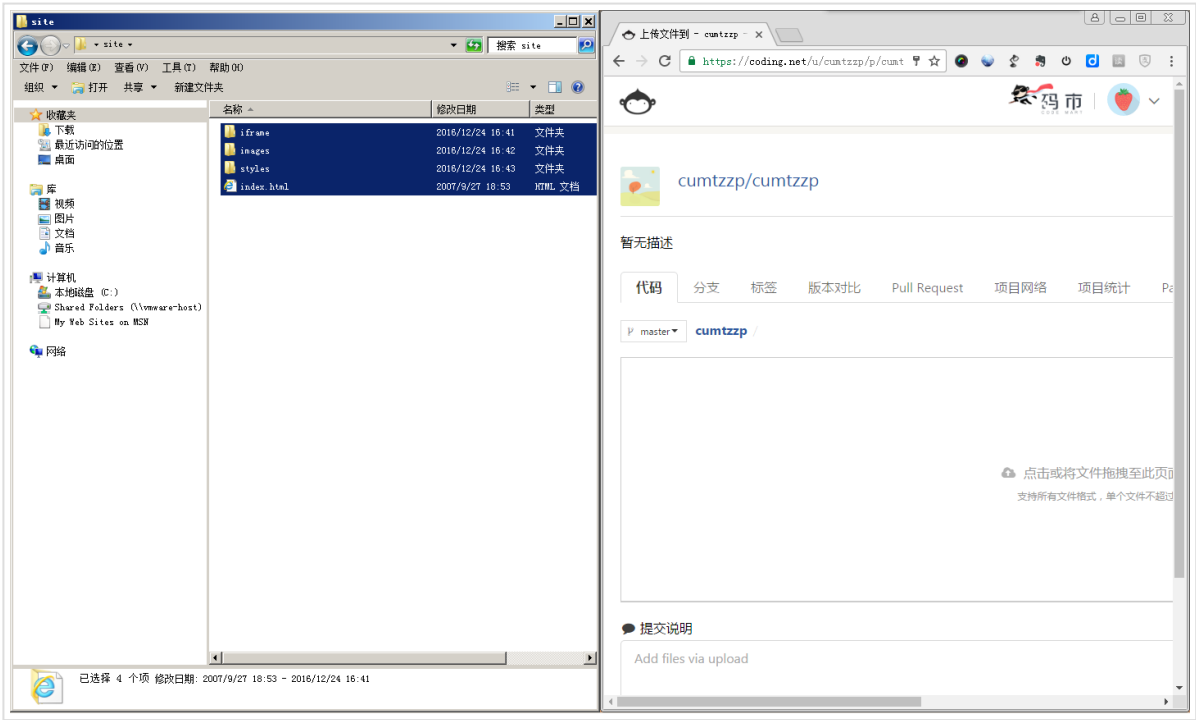 site
site
搜索 site
文件(F) 编辑(E) 查看(V) 工具(T) 帮助(H)
组织 打开 共享 新建文件夹
收藏夹
下载
最近访问的位置
桌面
库
视频
图片
文档
音乐
计算机
本地磁盘 (C:)
Shared Folders (\\vmware-host)
My Web Sites on MSN
网络
名称 修改日期 类型
iframe 2016/12/24 16:41 文件夹
images 2016/12/24 16:42 文件夹
styles 2016/12/24 16:43 文件夹
index.html 2007/9/27 18:53 HTML 文档
已选择 4 个项 修改日期: 2007/9/27 18:53 - 2016/12/24 16:41
上传文件到 - cumtzzp -
https://coding.net/u/cumtzzp/p/cumt
码市
CODE MART
cumtzzp/cumtzzp
暂无描述
代码 分支 标签 版本对比 Pull Request 项目网络 项目统计 Pa
master cumtzzp /
点击或将文件拖拽至此页面
支持所有文件格式，单个文件不超过
提交说明
Add files via upload